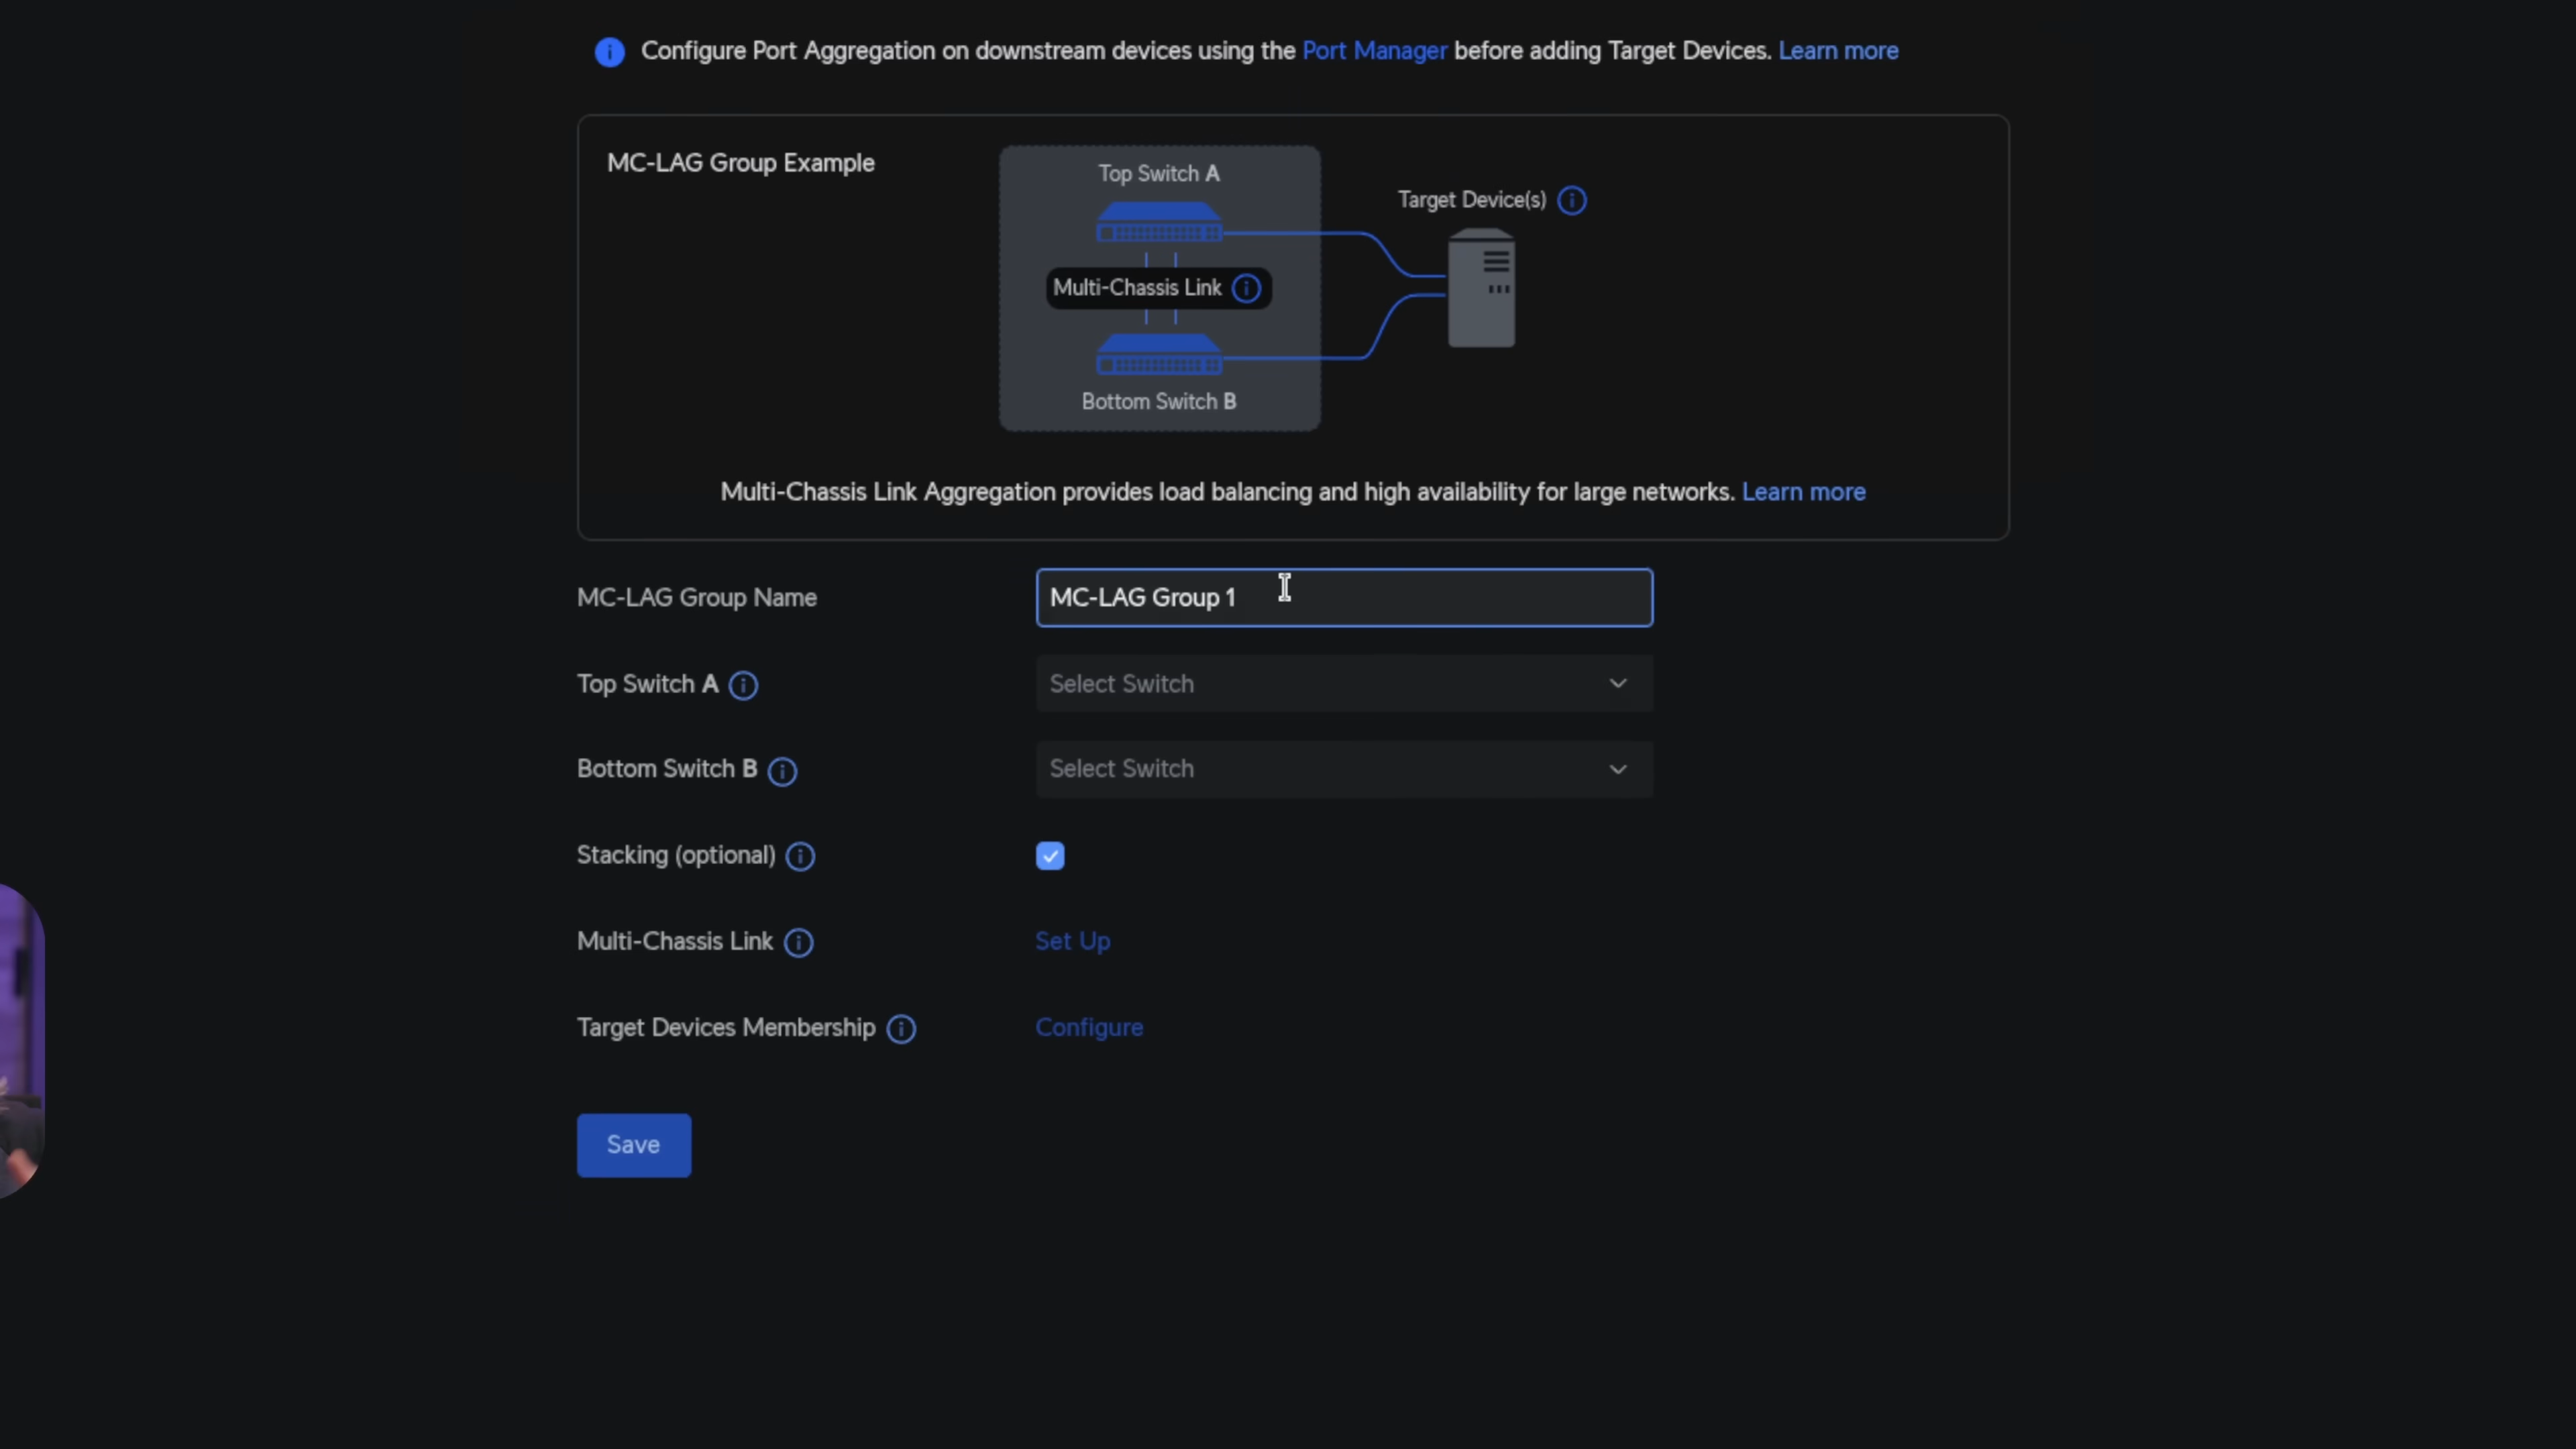 Configure Port Aggregation on downstream devices using the Port Manager before adding Target Devices. Learn more
MC-LAG Group Example
Top Switch A
Target Device(s)
Multi-Chassis Link
Bottom Switch B
Multi-Chassis Link Aggregation provides load balancing and high availability for large networks. Learn more
MC-LAG Group Name
MC-LAG Group 1
Top Switch A
Select Switch
Bottom Switch B
Select Switch
Stacking (optional)
Multi-Chassis Link
Set Up
Target Devices Membership
Configure
Save